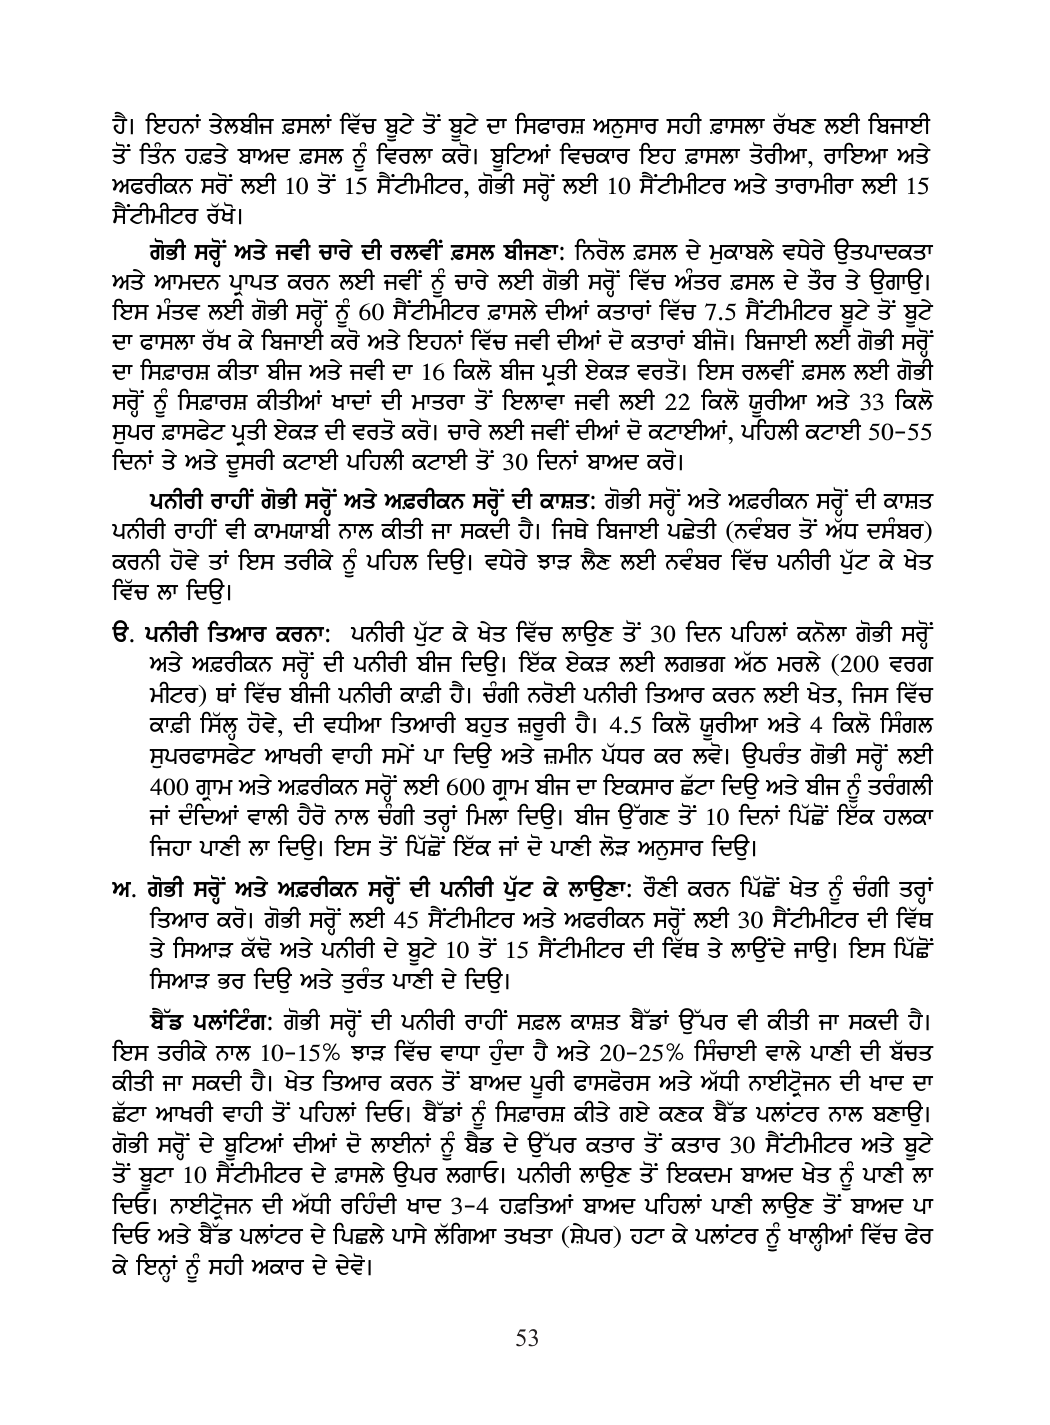 ਹੈ। ਇਹਨਾਂ ਤੇਲਬੀਜ ਫ਼ਸਲਾਂ ਵਿੱਚ ਬੂਟੇ ਤੋਂ ਬੂਟੇ ਦਾ ਸਿਫਾਰਸ਼ ਅਨੁਸਾਰ ਸਹੀ ਫ਼ਾਸਲਾ ਰੱਖਣ ਲਈ ਬਿਜਾਈ
ਤੋਂ ਤਿੰਨ ਹਫ਼ਤੇ ਬਾਅਦ ਫ਼ਸਲ ਨੂੰ ਵਿਰਲਾ ਕਰੋ। ਬੂਟਿਆਂ ਵਿਚਕਾਰ ਇਹ ਫ਼ਾਸਲਾ ਤੋਰੀਆ, ਰਾਇਆ ਅਤੇ
ਅਫਰੀਕਨ ਸਰੋਂ ਲਈ 10 ਤੋਂ 15 ਸੈਂਟੀਮੀਟਰ, ਗੋਭੀ ਸਰ੍ਹੋਂ ਲਈ 10 ਸੈਂਟੀਮੀਟਰ ਅਤੇ ਤਾਰਾਮੀਰਾ ਲਈ 15
ਸੈਂਟੀਮੀਟਰ ਰੱਖੋ।
ਗੋਭੀ ਸਰ੍ਹੋਂ ਅਤੇ ਜਵੀ ਚਾਰੇ ਦੀ ਰਲਵੀਂ ਫ਼ਸਲ ਬੀਜਣਾ: ਨਿਰੋਲ ਫ਼ਸਲ ਦੇ ਮੁਕਾਬਲੇ ਵਧੇਰੇ ਉਤਪਾਦਕਤਾ
ਅਤੇ ਆਮਦਨ ਪ੍ਰਾਪਤ ਕਰਨ ਲਈ ਜਵੀਂ ਨੂੰ ਚਾਰੇ ਲਈ ਗੋਭੀ ਸਰ੍ਹੋਂ ਵਿੱਚ ਅੰਤਰ ਫ਼ਸਲ ਦੇ ਤੌਰ ਤੇ ਉਗਾਉ।
ਇਸ ਮੰਤਵ ਲਈ ਗੋਭੀ ਸਰ੍ਹੋਂ ਨੂੰ 60 ਸੈਂਟੀਮੀਟਰ ਫ਼ਾਸਲੇ ਦੀਆਂ ਕਤਾਰਾਂ ਵਿੱਚ 7.5 ਸੈਂਟੀਮੀਟਰ ਬੂਟੇ ਤੋਂ ਬੂਟੇ
ਦਾ ਫਾਸਲਾ ਰੱਖ ਕੇ ਬਿਜਾਈ ਕਰੋ ਅਤੇ ਇਹਨਾਂ ਵਿੱਚ ਜਵੀ ਦੀਆਂ ਦੋ ਕਤਾਰਾਂ ਬੀਜੋ। ਬਿਜਾਈ ਲਈ ਗੋਭੀ ਸਰ੍ਹੋਂ
ਦਾ ਸਿਫ਼ਾਰਸ਼ ਕੀਤਾ ਬੀਜ ਅਤੇ ਜਵੀ ਦਾ 16 ਕਿਲੋ ਬੀਜ ਪ੍ਰਤੀ ਏਕੜ ਵਰਤੋ। ਇਸ ਰਲਵੀਂ ਫ਼ਸਲ ਲਈ ਗੋਭੀ
ਸਰ੍ਹੋਂ ਨੂੰ ਸਿਫ਼ਾਰਸ਼ ਕੀਤੀਆਂ ਖਾਦਾਂ ਦੀ ਮਾਤਰਾ ਤੋਂ ਇਲਾਵਾ ਜਵੀ ਲਈ 22 ਕਿਲੋ ਯੂਰੀਆ ਅਤੇ 33 ਕਿਲੋ
ਸੁਪਰ ਫ਼ਾਸਫੇਟ ਪ੍ਰਤੀ ਏਕੜ ਦੀ ਵਰਤੋ ਕਰੋ। ਚਾਰੇ ਲਈ ਜਵੀਂ ਦੀਆਂ ਦੋ ਕਟਾਈਆਂ, ਪਹਿਲੀ ਕਟਾਈ 50-55
ਦਿਨਾਂ ਤੇ ਅਤੇ ਦੂਸਰੀ ਕਟਾਈ ਪਹਿਲੀ ਕਟਾਈ ਤੋਂ 30 ਦਿਨਾਂ ਬਾਅਦ ਕਰੋ।
ਪਨੀਰੀ ਰਾਹੀਂ ਗੋਭੀ ਸਰ੍ਹੋਂ ਅਤੇ ਅਫ਼ਰੀਕਨ ਸਰ੍ਹੋਂ ਦੀ ਕਾਸ਼ਤ: ਗੋਭੀ ਸਰ੍ਹੋਂ ਅਤੇ ਅਫ਼ਰੀਕਨ ਸਰ੍ਹੋਂ ਦੀ ਕਾਸ਼ਤ
ਪਨੀਰੀ ਰਾਹੀਂ ਵੀ ਕਾਮਯਾਬੀ ਨਾਲ ਕੀਤੀ ਜਾ ਸਕਦੀ ਹੈ। ਜਿਥੇ ਬਿਜਾਈ ਪਛੇਤੀ (ਨਵੰਬਰ ਤੋਂ ਅੱਧ ਦਸੰਬਰ)
ਕਰਨੀ ਹੋਵੇ ਤਾਂ ਇਸ ਤਰੀਕੇ ਨੂੰ ਪਹਿਲ ਦਿਉ। ਵਧੇਰੇ ਝਾੜ ਲੈਣ ਲਈ ਨਵੰਬਰ ਵਿੱਚ ਪਨੀਰੀ ਪੁੱਟ ਕੇ ਖੇਤ
ਵਿੱਚ ਲਾ ਦਿਉ।
ੳ. ਪਨੀਰੀ ਤਿਆਰ ਕਰਨਾ: ਪਨੀਰੀ ਪੁੱਟ ਕੇ ਖੇਤ ਵਿੱਚ ਲਾਉਣ ਤੋਂ 30 ਦਿਨ ਪਹਿਲਾਂ ਕਨੋਲਾ ਗੋਭੀ ਸਰ੍ਹੋਂ
ਅਤੇ ਅਫ਼ਰੀਕਨ ਸਰ੍ਹੋਂ ਦੀ ਪਨੀਰੀ ਬੀਜ ਦਿਉ। ਇੱਕ ਏਕੜ ਲਈ ਲਗਭਗ ਅੱਠ ਮਰਲੇ (200 ਵਰਗ
ਮੀਟਰ) ਥਾਂ ਵਿੱਚ ਬੀਜੀ ਪਨੀਰੀ ਕਾਫ਼ੀ ਹੈ। ਚੰਗੀ ਨਰੋਈ ਪਨੀਰੀ ਤਿਆਰ ਕਰਨ ਲਈ ਖੇਤ, ਜਿਸ ਵਿੱਚ
ਕਾਫ਼ੀ ਸਿੱਲ੍ਹ ਹੋਵੇ, ਦੀ ਵਧੀਆ ਤਿਆਰੀ ਬਹੁਤ ਜ਼ਰੂਰੀ ਹੈ। 4.5 ਕਿਲੋ ਯੂਰੀਆ ਅਤੇ 4 ਕਿਲੋ ਸਿੰਗਲ
ਸੁਪਰਫਾਸਫੇਟ ਆਖਰੀ ਵਾਹੀ ਸਮੇਂ ਪਾ ਦਿਉ ਅਤੇ ਜ਼ਮੀਨ ਪੱਧਰ ਕਰ ਲਵੋ। ਉਪਰੰਤ ਗੋਭੀ ਸਰ੍ਹੋਂ ਲਈ
400 ਗ੍ਰਾਮ ਅਤੇ ਅਫ਼ਰੀਕਨ ਸਰ੍ਹੋਂ ਲਈ 600 ਗ੍ਰਾਮ ਬੀਜ ਦਾ ਇਕਸਾਰ ਛੱਟਾ ਦਿਉ ਅਤੇ ਬੀਜ ਨੂੰ ਤਰੰਗਲੀ
ਜਾਂ ਦੰਦਿਆਂ ਵਾਲੀ ਹੈਰੋ ਨਾਲ ਚੰਗੀ ਤਰ੍ਹਾਂ ਮਿਲਾ ਦਿਉ। ਬੀਜ ਉੱਗਣ ਤੋਂ 10 ਦਿਨਾਂ ਪਿੱਛੋਂ ਇੱਕ ਹਲਕਾ
ਜਿਹਾ ਪਾਣੀ ਲਾ ਦਿਉ। ਇਸ ਤੋਂ ਪਿੱਛੋਂ ਇੱਕ ਜਾਂ ਦੋ ਪਾਣੀ ਲੋੜ ਅਨੁਸਾਰ ਦਿਉ।
ਅ. ਗੋਭੀ ਸਰ੍ਹੋਂ ਅਤੇ ਅਫ਼ਰੀਕਨ ਸਰ੍ਹੋਂ ਦੀ ਪਨੀਰੀ ਪੁੱਟ ਕੇ ਲਾਉਣਾ: ਰੌਣੀ ਕਰਨ ਪਿੱਛੋਂ ਖੇਤ ਨੂੰ ਚੰਗੀ ਤਰ੍ਹਾਂ
ਤਿਆਰ ਕਰੋ। ਗੋਭੀ ਸਰ੍ਹੋਂ ਲਈ 45 ਸੈਂਟੀਮੀਟਰ ਅਤੇ ਅਫਰੀਕਨ ਸਰ੍ਹੋਂ ਲਈ 30 ਸੈਂਟੀਮੀਟਰ ਦੀ ਵਿੱਥ
ਤੇ ਸਿਆੜ ਕੱਢੋ ਅਤੇ ਪਨੀਰੀ ਦੇ ਬੂਟੇ 10 ਤੋਂ 15 ਸੈਂਟੀਮੀਟਰ ਦੀ ਵਿੱਥ ਤੇ ਲਾਉਂਦੇ ਜਾਉ। ਇਸ ਪਿੱਛੋਂ
ਸਿਆੜ ਭਰ ਦਿਉ ਅਤੇ ਤੁਰੰਤ ਪਾਣੀ ਦੇ ਦਿਉ।
ਬੈੱਡ ਪਲਾਂਟਿੰਗ: ਗੋਭੀ ਸਰ੍ਹੋਂ ਦੀ ਪਨੀਰੀ ਰਾਹੀਂ ਸਫ਼ਲ ਕਾਸ਼ਤ ਬੈੱਡਾਂ ਉੱਪਰ ਵੀ ਕੀਤੀ ਜਾ ਸਕਦੀ ਹੈ।
ਇਸ ਤਰੀਕੇ ਨਾਲ 10-15% ਝਾੜ ਵਿੱਚ ਵਾਧਾ ਹੁੰਦਾ ਹੈ ਅਤੇ 20-25% ਸਿੰਚਾਈ ਵਾਲੇ ਪਾਣੀ ਦੀ ਬੱਚਤ
ਕੀਤੀ ਜਾ ਸਕਦੀ ਹੈ। ਖੇਤ ਤਿਆਰ ਕਰਨ ਤੋਂ ਬਾਅਦ ਪੂਰੀ ਫਾਸਫੋਰਸ ਅਤੇ ਅੱਧੀ ਨਾਈਟ੍ਰੋਜਨ ਦੀ ਖਾਦ ਦਾ
ਛੱਟਾ ਆਖਰੀ ਵਾਹੀ ਤੋਂ ਪਹਿਲਾਂ ਦਿਓ। ਬੈੱਡਾਂ ਨੂੰ ਸਿਫ਼ਾਰਸ਼ ਕੀਤੇ ਗਏ ਕਣਕ ਬੈੱਡ ਪਲਾਂਟਰ ਨਾਲ ਬਣਾਉ।
ਗੋਭੀ ਸਰ੍ਹੋਂ ਦੇ ਬੂਟਿਆਂ ਦੀਆਂ ਦੋ ਲਾਈਨਾਂ ਨੂੰ ਬੈਡ ਦੇ ਉੱਪਰ ਕਤਾਰ ਤੋਂ ਕਤਾਰ 30 ਸੈਂਟੀਮੀਟਰ ਅਤੇ ਬੂਟੇ
ਤੋਂ ਬੂਟਾ 10 ਸੈਂਟੀਮੀਟਰ ਦੇ ਫ਼ਾਸਲੇ ਉਪਰ ਲਗਾਓ। ਪਨੀਰੀ ਲਾਉਣ ਤੋਂ ਇਕਦਮ ਬਾਅਦ ਖੇਤ ਨੂੰ ਪਾਣੀ ਲਾ
ਦਿਓ। ਨਾਈਟ੍ਰੋਜਨ ਦੀ ਅੱਧੀ ਰਹਿੰਦੀ ਖਾਦ 3-4 ਹਫ਼ਤਿਆਂ ਬਾਅਦ ਪਹਿਲਾਂ ਪਾਣੀ ਲਾਉਣ ਤੋਂ ਬਾਅਦ ਪਾ
ਦਿਓ ਅਤੇ ਬੈੱਡ ਪਲਾਂਟਰ ਦੇ ਪਿਛਲੇ ਪਾਸੇ ਲੱਗਿਆ ਤਖਤਾ (ਸ਼ੇਪਰ) ਹਟਾ ਕੇ ਪਲਾਂਟਰ ਨੂੰ ਖਾਲ੍ਹੀਆਂ ਵਿੱਚ ਫੇਰ
ਕੇ ਇਨ੍ਹਾਂ ਨੂੰ ਸਹੀ ਅਕਾਰ ਦੇ ਦੇਵੋ।
53